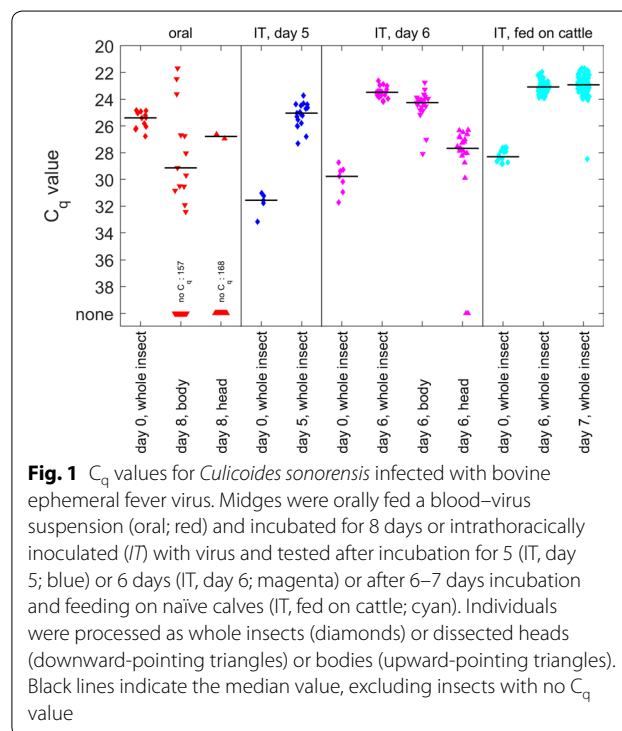 oral IT, day 5 IT, day 6 IT, fed on cattle
20
22
24
26
28
30
32
34
36
38
none
C_q value
no C_q: 157
no C_q: 168
day 0, whole insect
day 8, body
day 8, head
day 0, whole insect
day 5, whole insect
day 0, whole insect
day 6, whole insect
day 6, body
day 6, head
day 0, whole insect
day 6, whole insect
day 7, whole insect
Fig. 1 C_q values for Culicoides sonorensis infected with bovine
ephemeral fever virus. Midges were orally fed a blood–virus
suspension (oral; red) and incubated for 8 days or intrathoracically
inoculated (IT) with virus and tested after incubation for 5 (IT, day
5; blue) or 6 days (IT, day 6; magenta) or after 6–7 days incubation
and feeding on naïve calves (IT, fed on cattle; cyan). Individuals
were processed as whole insects (diamonds) or dissected heads
(downward-pointing triangles) or bodies (upward-pointing triangles).
Black lines indicate the median value, excluding insects with no C_q
value